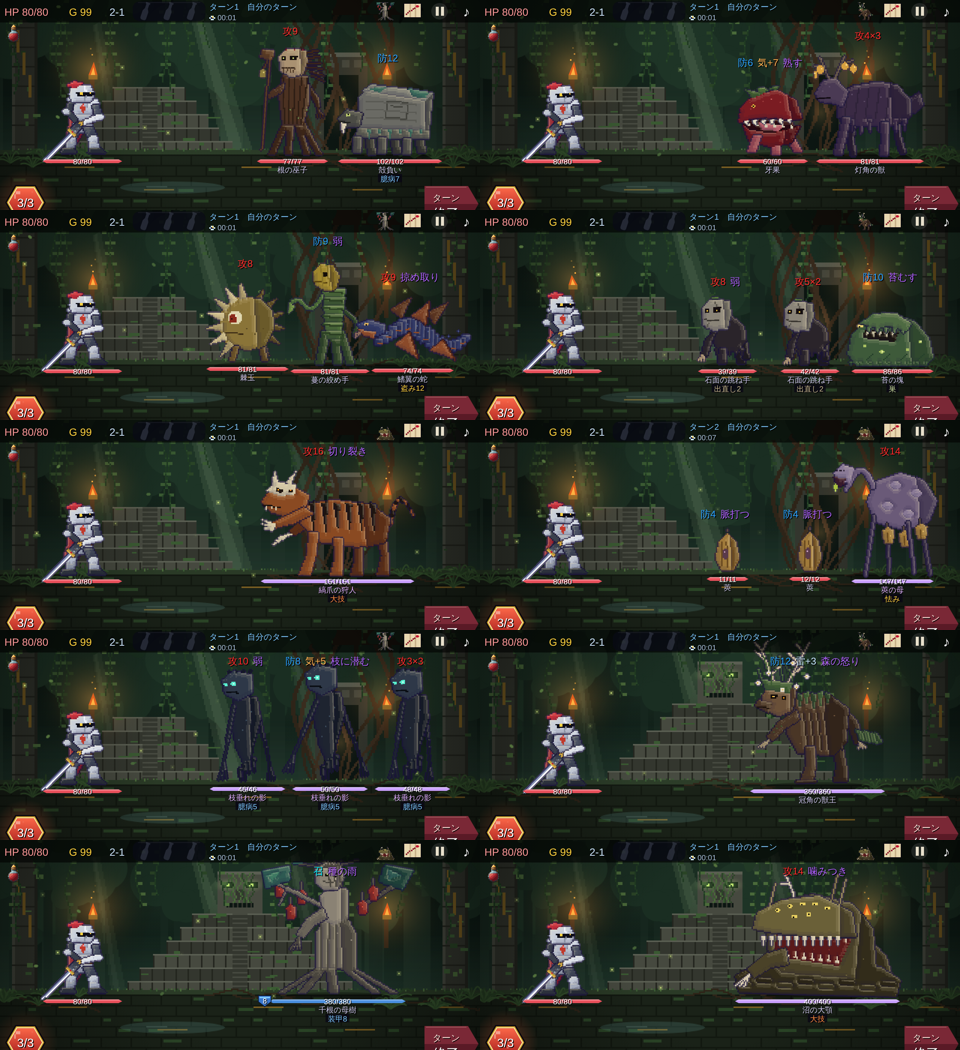 HP 80/80 G 99 2-1 ターン1 自分のターン
00:01
攻9
防12
80/80
77/77
102/102
根の巫子
殻負い
臆病7
3/3
ターン
HP 80/80 G 99 2-1 ターン1 自分のターン
00:01
攻4×3
防6 気+7 熟す
80/80
60/60
81/81
牙果
灯角の獣
3/3
ターン
HP 80/80 G 99 2-1 ターン1 自分のターン
00:01
防9 弱
攻8
攻9 掠め取り
80/80
81/81
81/81
74/74
棘玉
蔓の絞め手
鰭翼の蛇
盗み12
3/3
ターン
HP 80/80 G 99 2-1 ターン1 自分のターン
00:01
攻8 弱
攻5×2
防10 苔むす
80/80
39/39
42/42
86/86
石面の跳ね手
石面の跳ね手
苔の塊
出直し2
出直し2
巣
3/3
ターン
HP 80/80 G 99 2-1 ターン1 自分のターン
00:01
攻16 切り裂き
80/80
151/151
縞爪の狩人
大技
3/3
ターン
HP 80/80 G 99 2-1 ターン2 自分のターン
00:07
攻14
防4 脈打つ
防4 脈打つ
80/80
11/11
12/12
147/147
莢
莢
莢の母
怯み
3/3
ターン
HP 80/80 G 99 2-1 ターン1 自分のターン
00:01
攻10 弱
防8 気+5 枝に潜む
攻3×3
80/80
枝垂れの影
枝垂れの影
枝垂れの影
臆病5
臆病5
臆病5
3/3
ターン
HP 80/80 G 99 2-1 ターン1 自分のターン
00:01
防12 +3 森の怒り
80/80
冠角の獣王
3/3
ターン
HP 80/80 G 99 2-1 ターン1 自分のターン
00:01
の雨
80/80
8
380/380
千根の母樹
装甲8
3/3
ターン
HP 80/80 G 99 2-1 ターン1 自分のターン
00:01
攻14 噛みつき
80/80
400/400
沼の大顎
大技
3/3
ターン